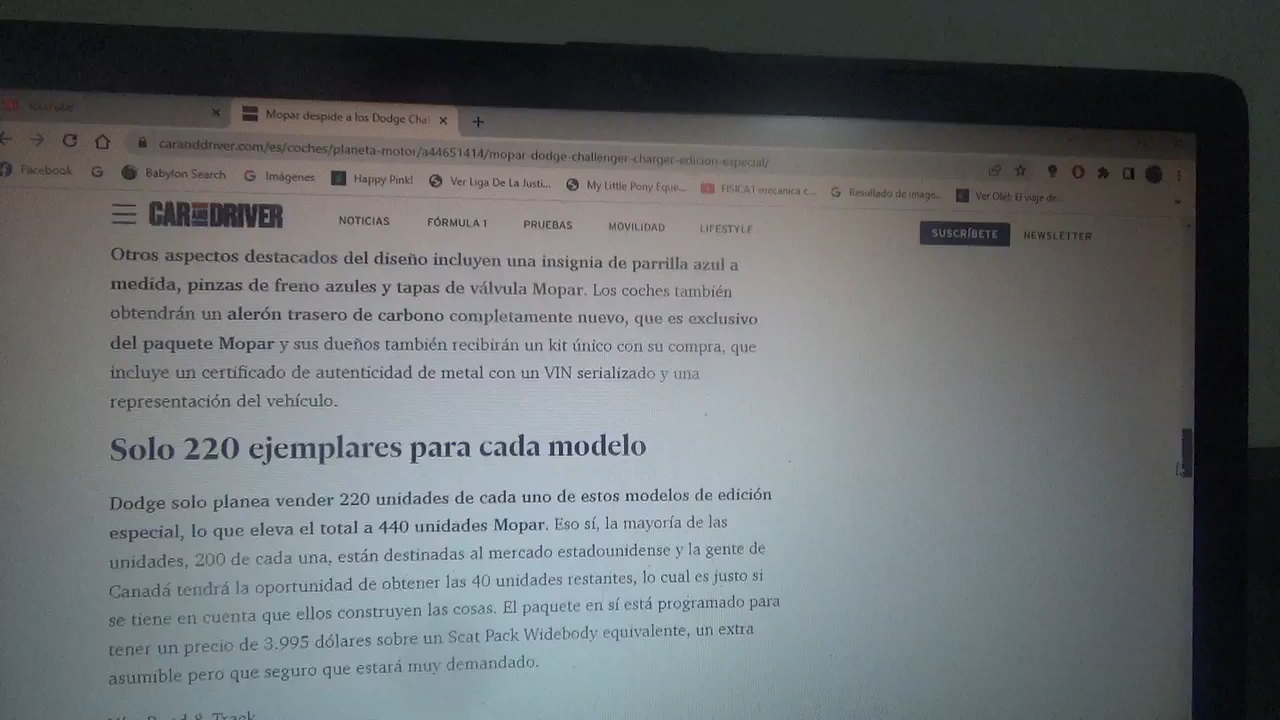 YouTube
Mopar despide a los Dodge Cha
caranddriver.com/es/coches/planeta-motor/a44651414/mopar-dodge-challenger-charger-edicion-especial/
Facebook
Babylon Search
Imágenes
Happy Pink!
Ver Liga De La Justi...
My Little Pony Eque...
FISICA1 mecanica c...
Resultado de image...
Ver Olé!: El viaje de...
CAR AND DRIVER
NOTICIAS
FÓRMULA 1
PRUEBAS
MOVILIDAD
LIFESTYLE
SUSCRÍBETE
NEWSLETTER
Otros aspectos destacados del diseño incluyen una insignia de parrilla azul a
medida, pinzas de freno azules y tapas de válvula Mopar. Los coches también
obtendrán un alerón trasero de carbono completamente nuevo, que es exclusivo
del paquete Mopar y sus dueños también recibirán un kit único con su compra, que
incluye un certificado de autenticidad de metal con un VIN serializado y una
representación del vehículo.
Solo 220 ejemplares para cada modelo
Dodge solo planea vender 220 unidades de cada uno de estos modelos de edición
especial, lo que eleva el total a 440 unidades Mopar. Eso sí, la mayoría de las
unidades, 200 de cada una, están destinadas al mercado estadounidense y la gente de
Canadá tendrá la oportunidad de obtener las 40 unidades restantes, lo cual es justo si
se tiene en cuenta que ellos construyen las cosas. El paquete en sí está programado para
tener un precio de 3.995 dólares sobre un Scat Pack Widebody equivalente, un extra
asumible pero que seguro que estará muy demandado.
Road & Track